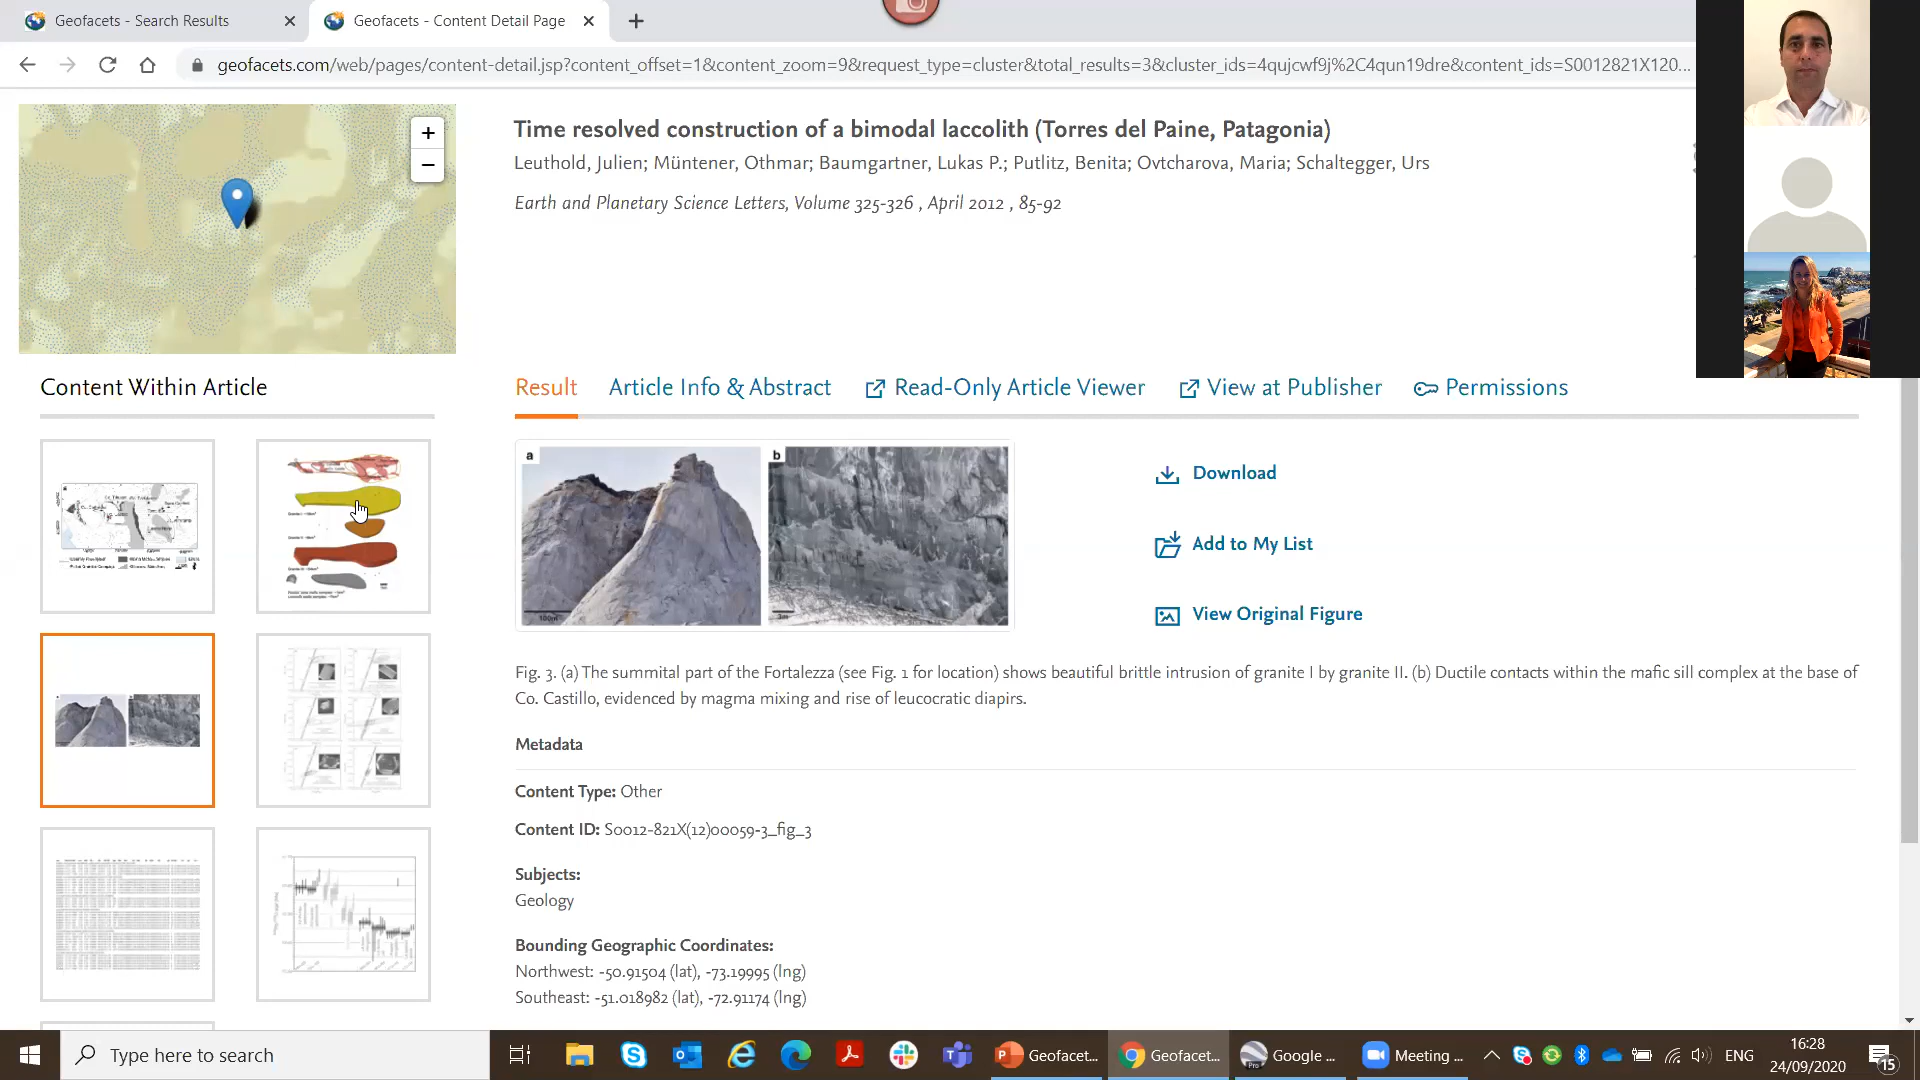 Geofacets - Search Results
Geofacets - Content Detail Page
geofacets.com/web/pages/content-detail.jsp?content_offset=1&content_zoom=9&request_type=cluster&total_results=3&cluster_ids=4qujcwf9j%2C4qun19dre&content_ids=S0012821X120...
Time resolved construction of a bimodal laccolith (Torres del Paine, Patagonia)
Leuthold, Julien; Müntener, Othmar; Baumgartner, Lukas P.; Putlitz, Benita; Ovtcharova, Maria; Schaltegger, Urs
Earth and Planetary Science Letters, Volume 325-326 , April 2012 , 85-92
Content Within Article
Result
Article Info & Abstract
Read-Only Article Viewer
View at Publisher
Permissions
a
b
100m
Download
Add to My List
View Original Figure
Fig. 3. (a) The summital part of the Fortalezza (see Fig. 1 for location) shows beautiful brittle intrusion of granite I by granite II. (b) Ductile contacts within the mafic sill complex at the base of
Co. Castillo, evidenced by magma mixing and rise of leucocratic diapirs.
Metadata
Content Type: Other
Content ID: S0012-821X(12)00059-3_fig_3
Subjects:
Geology
Bounding Geographic Coordinates:
Northwest: -50.91504 (lat), -73.19995 (lng)
Southeast: -51.018982 (lat), -72.91174 (lng)
Type here to search
Geofacet...
Geofacet...
Google ...
Meeting ...
ENG
16:28
24/09/2020
15